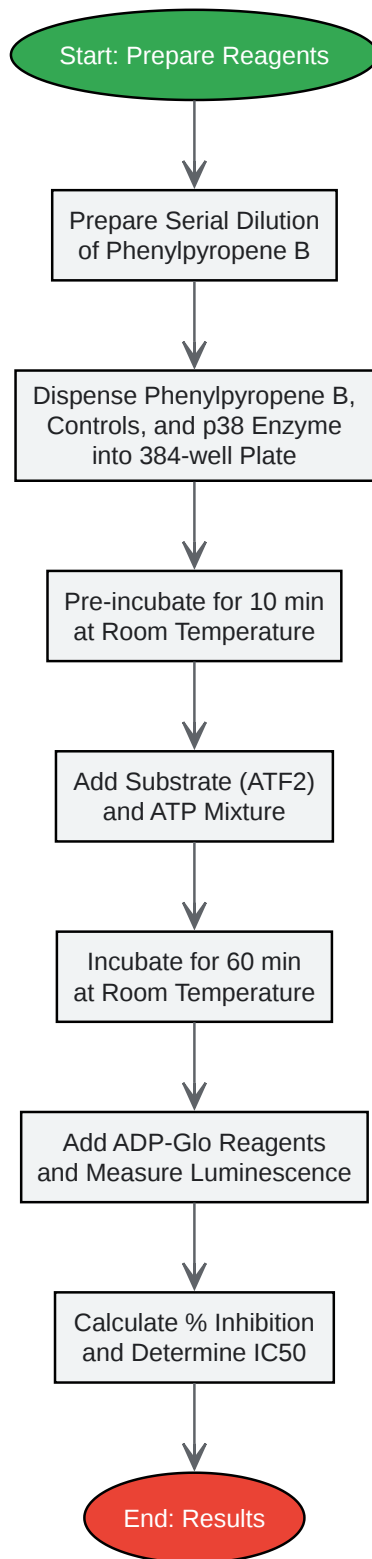 Start: Prepare Reagents
Prepare Serial Dilution
of Phenylpyropene B
Dispense Phenylpyropene B,
Controls, and p38 Enzyme
into 384-well Plate
Pre-incubate for 10 min
at Room Temperature
Add Substrate (ATF2)
and ATP Mixture
Incubate for 60 min
at Room Temperature
Add ADP-Glo Reagents
and Measure Luminescence
Calculate % Inhibition
and Determine IC50
End: Results